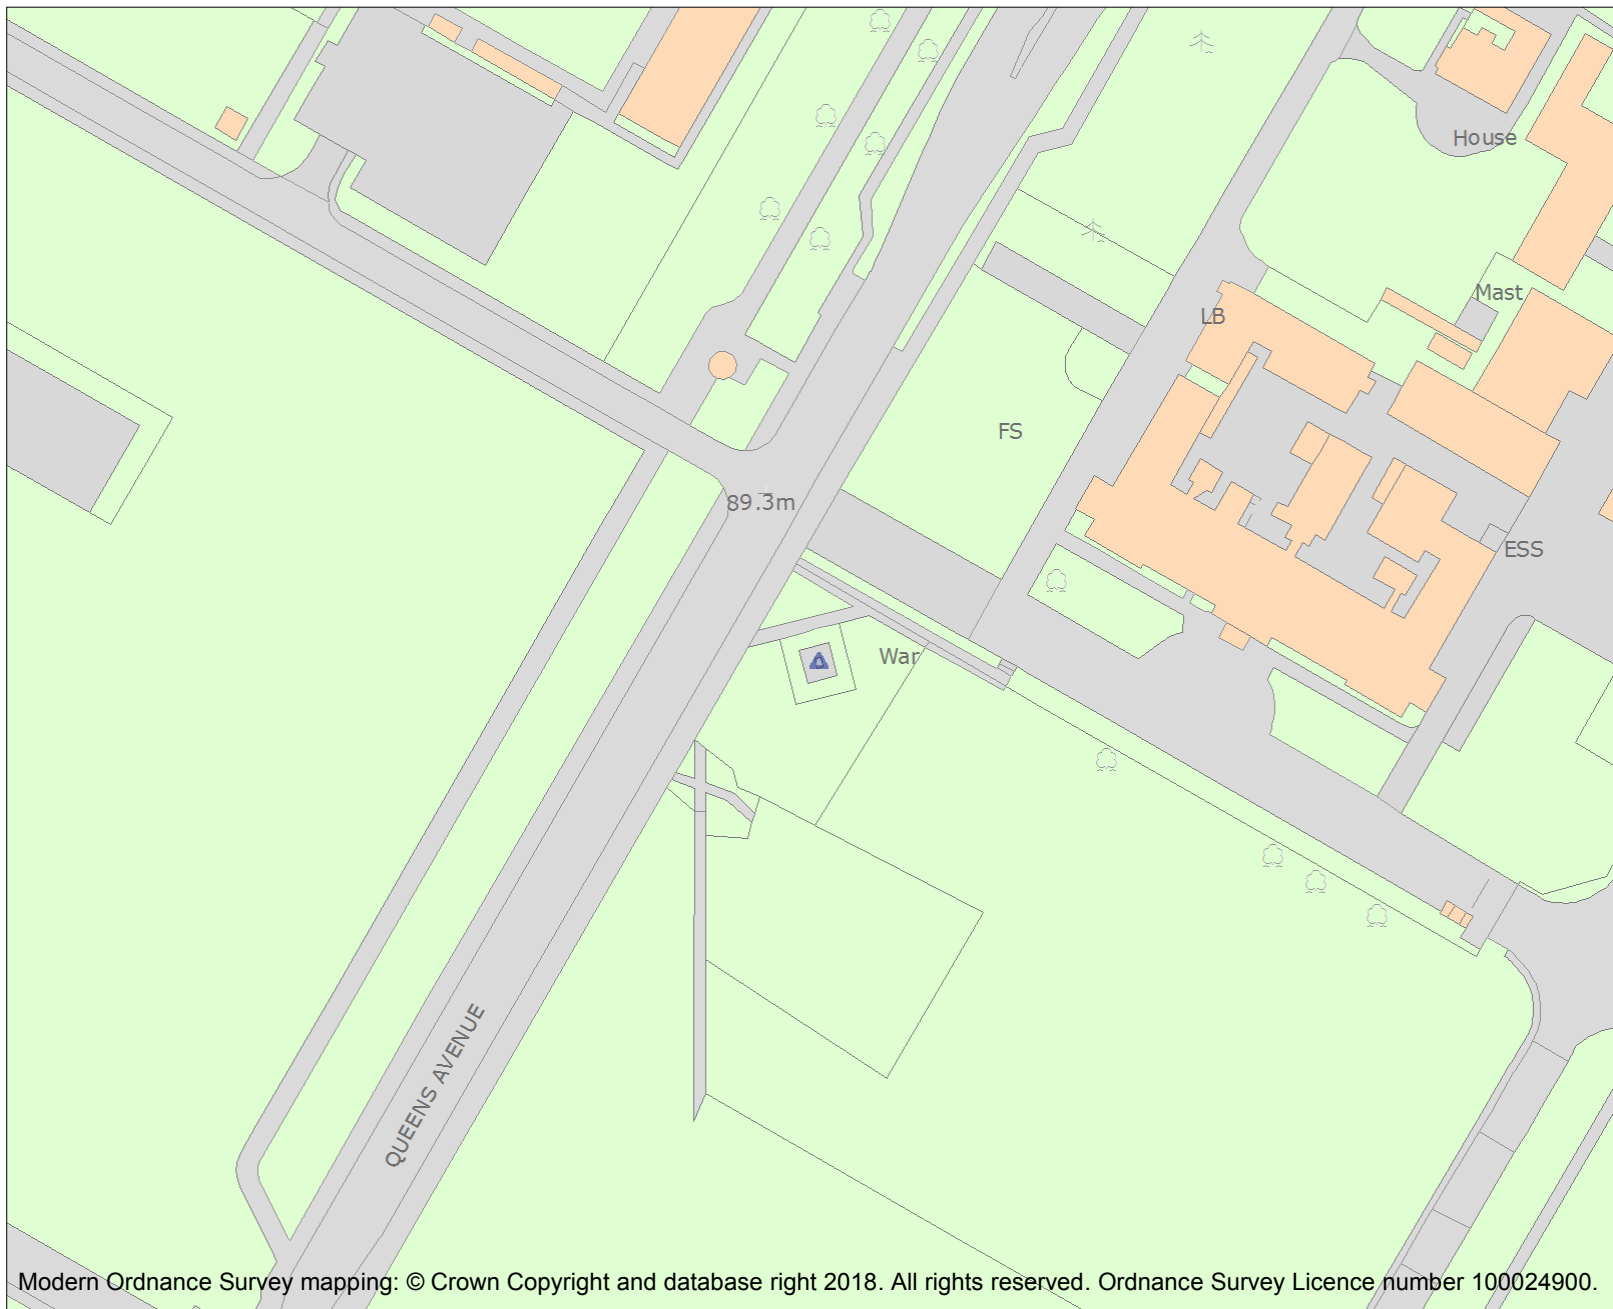 House
Mast
LB
FS
89.3m
ESS
War
QUEENS AVENUE
Modern Ordnance Survey mapping: © Crown Copyright and database right 2018. All rights reserved. Ordnance Survey Licence number 100024900.